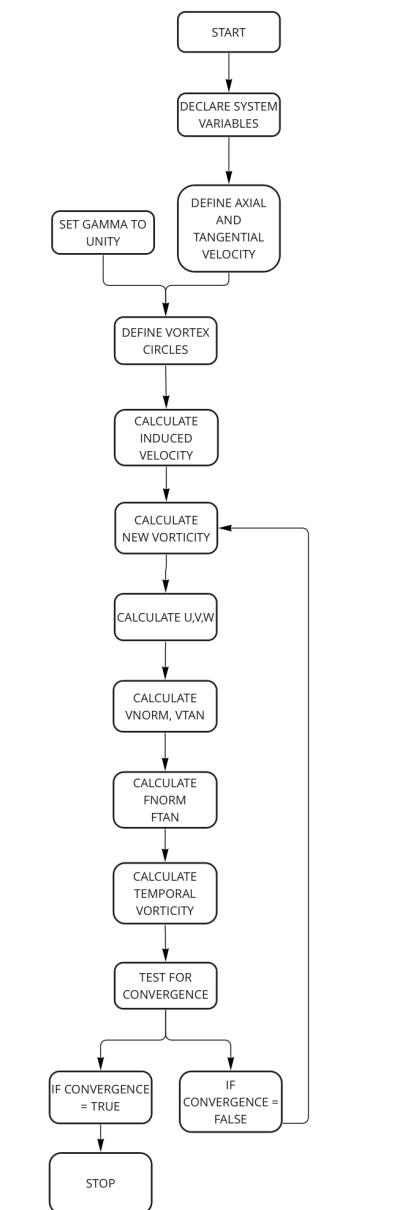 START
DECLARE SYSTEM
VARIABLES
DEFINE AXIAL
AND
TANGENTIAL
VELOCITY
SET GAMMA TO
UNITY
DEFINE VORTEX
CIRCLES
CALCULATE
INDUCED
VELOCITY
CALCULATE
NEW VORTICITY
CALCULATE U,V,W
CALCULATE
VNORM, VTAN
CALCULATE
FNORM
FTAN
CALCULATE
TEMPORAL
VORTICITY
TEST FOR
CONVERGENCE
IF CONVERGENCE
= TRUE
IF
CONVERGENCE =
FALSE
STOP